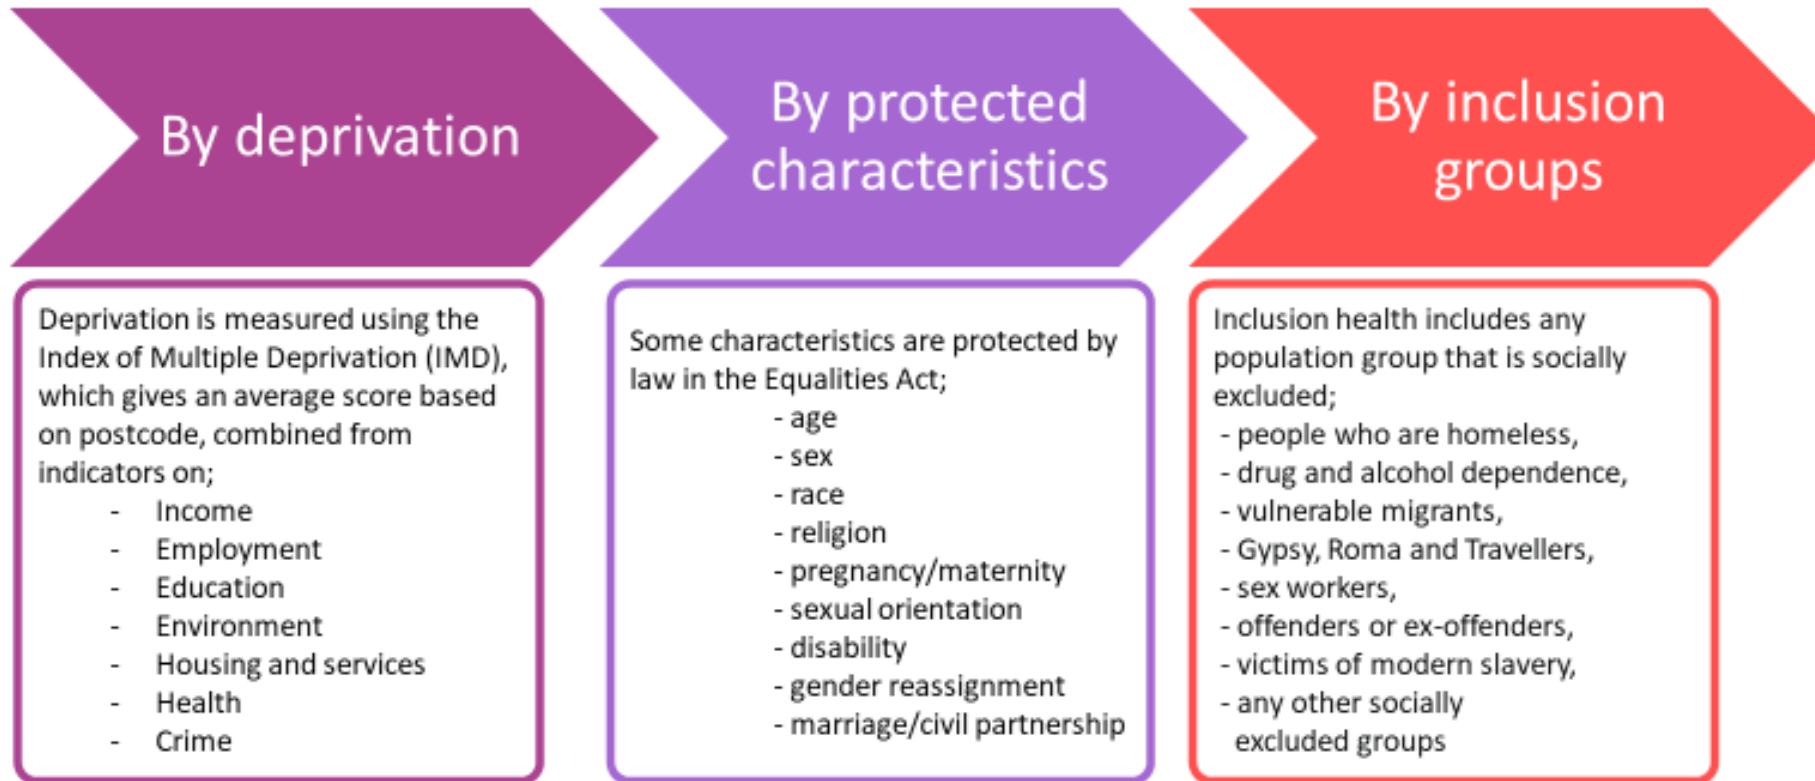 By deprivation
Deprivation is measured using the
Index of Multiple Deprivation (IMD),
which gives an average score based
on postcode, combined from
indicators on;
- Income
- Employment
- Education
- Environment
- Housing and services
- Health
- Crime
By protected
characteristics
Some characteristics are protected by
law in the Equalities Act;
- age
- sex
- race
- religion
- pregnancy/maternity
- sexual orientation
- disability
- gender reassignment
- marriage/civil partnership
By inclusion
groups
Inclusion health includes any
population group that is socially
excluded;
- people who are homeless,
- drug and alcohol dependence,
- vulnerable migrants,
- Gypsy, Roma and Travellers,
- sex workers,
- offenders or ex-offenders,
- victims of modern slavery,
- any other socially
excluded groups